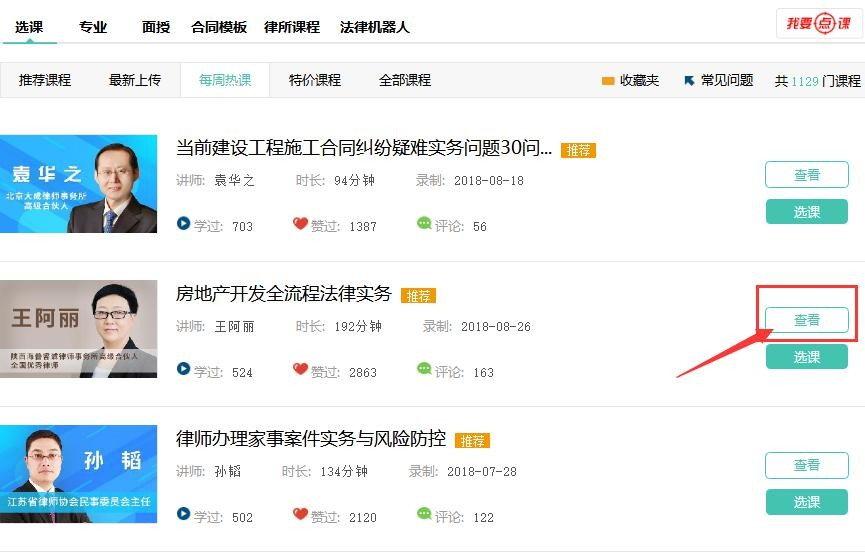 选课 专业 面授 合同模板 律所课程 法律机器人 我要点课
推荐课程 最新上传 每周热课 特价课程 全部课程 收藏夹 常见问题 共 1129 门课程
袁华之
北京大成律师事务所
高级合伙人
当前建设工程施工合同纠纷疑难实务问题30问... 推荐
讲师: 袁华之 时长: 94分钟 录制: 2018-08-18
学过: 703 赞过: 1387 评论: 56
查看
选课
王阿丽
陕西海普睿诚律师事务所高级合伙人
全国优秀律师
房地产开发全流程法律实务 推荐
讲师: 王阿丽 时长: 192分钟 录制: 2018-08-26
学过: 524 赞过: 2863 评论: 163
查看
选课
孙韬
江苏省律师协会民事委员会主任
律师办理家事案件实务与风险防控 推荐
讲师: 孙韬 时长: 134分钟 录制: 2018-07-28
学过: 502 赞过: 2120 评论: 122
查看
选课